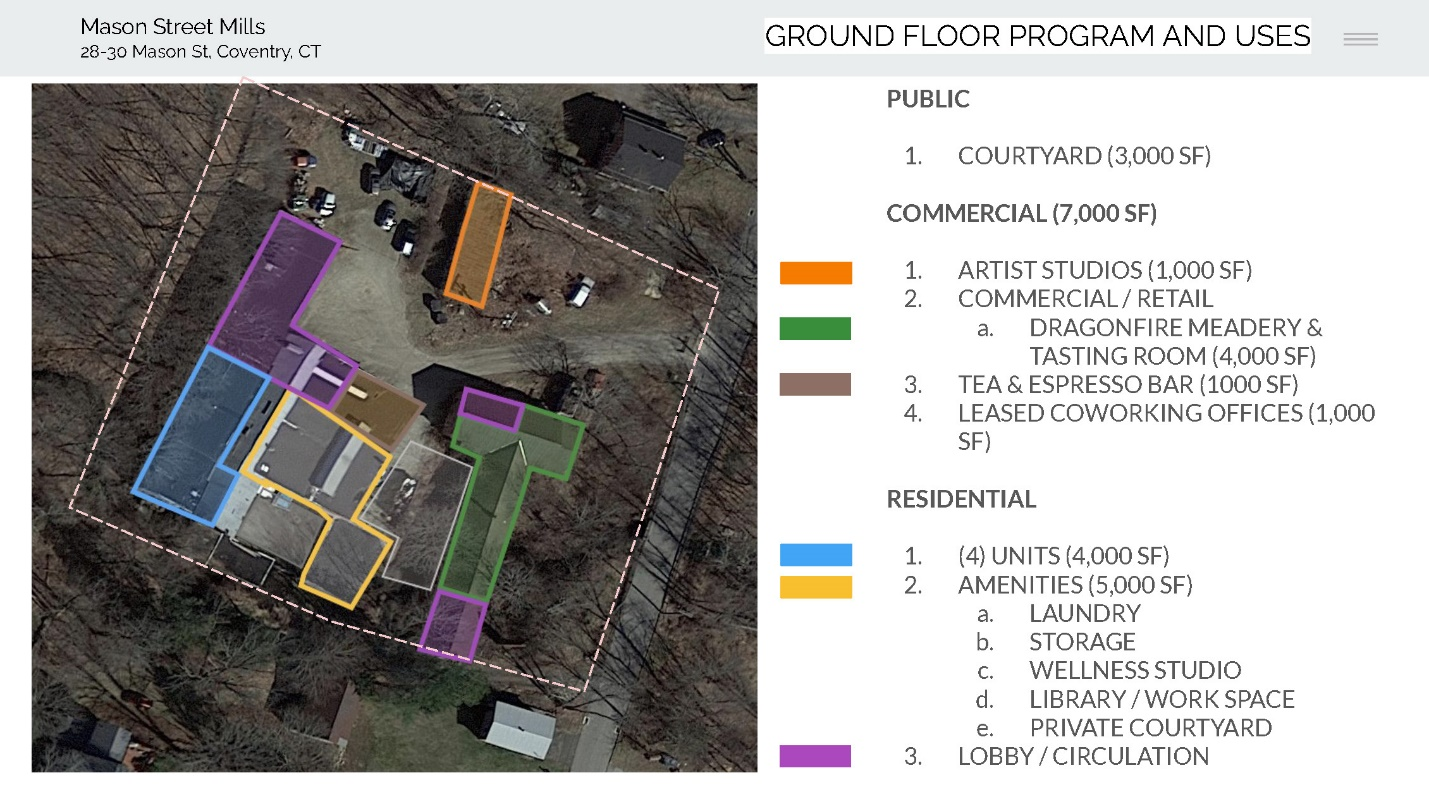 Mason Street Mills
28-30 Mason St, Coventry, CT
GROUND FLOOR PROGRAM AND USES
PUBLIC
1. COURTYARD (3,000 SF)
COMMERCIAL (7,000 SF)
1. ARTIST STUDIOS (1,000 SF)
2. COMMERCIAL / RETAIL
a. DRAGONFIRE MEADERY &
TASTING ROOM (4,000 SF)
3. TEA & ESPRESSO BAR (1000 SF)
4. LEASED COWORKING OFFICES (1,000
SF)
RESIDENTIAL
1. (4) UNITS (4,000 SF)
2. AMENITIES (5,000 SF)
a. LAUNDRY
b. STORAGE
c. WELLNESS STUDIO
d. LIBRARY / WORK SPACE
e. PRIVATE COURTYARD
3. LOBBY / CIRCULATION